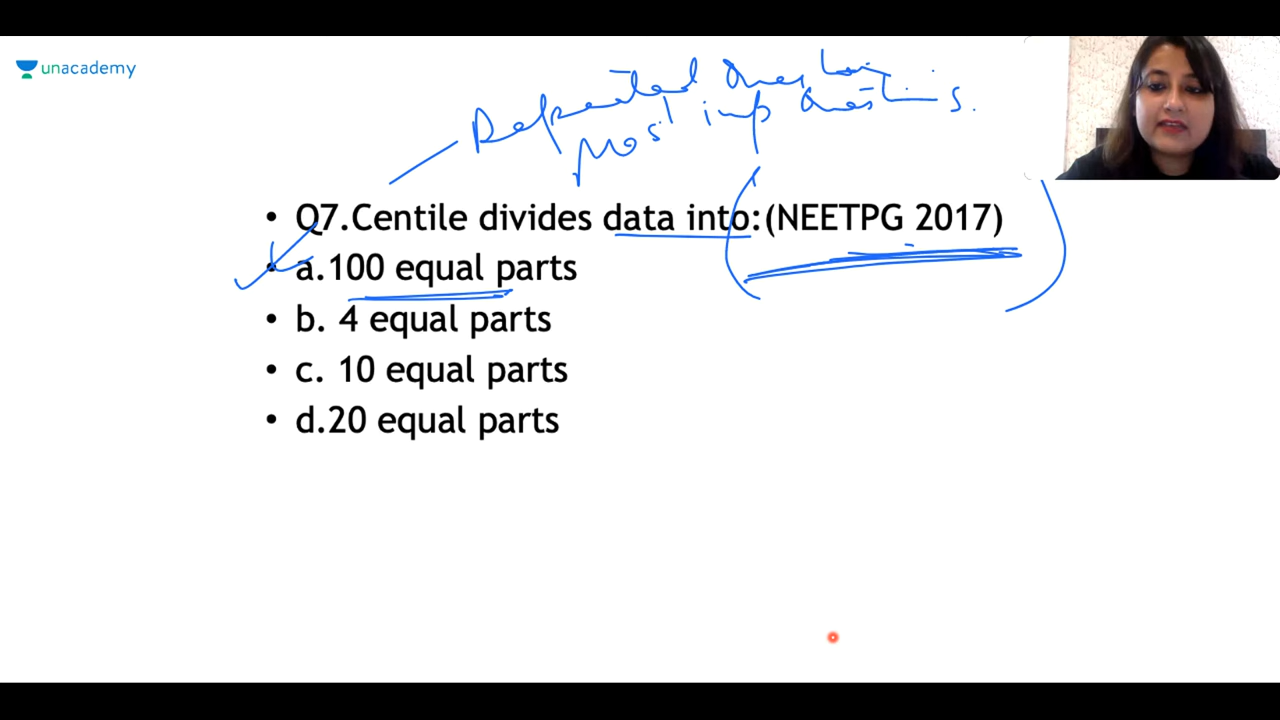 unacademy
Repeated Question
most imp Questions.
• Q7.Centile divides data into:(NEETPG 2017)
• a.100 equal parts
• b. 4 equal parts
• c. 10 equal parts
• d.20 equal parts